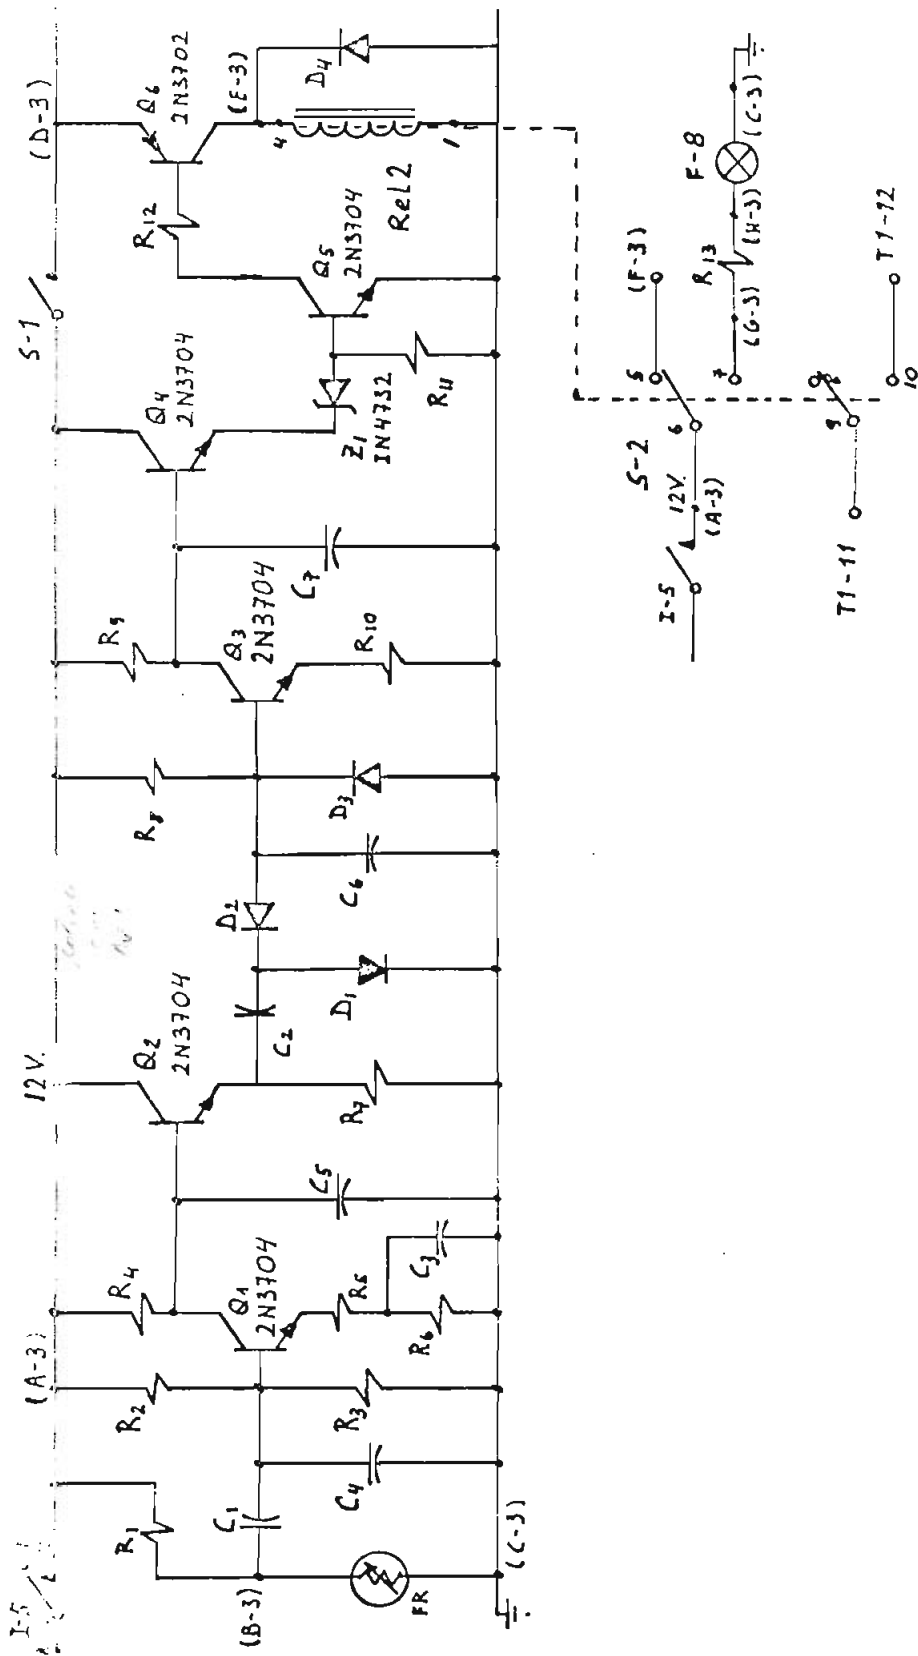 I-5
(A-3)
12V.
S-1
(D-3)
R1
R2
R4
Q1
2N3704
Q2
2N3704
R8
R9
Q3
2N3704
Q4
2N3704
R12
Q6
2N3702
(B-3)
C1
C4
R3
R5
R6
C3
C5
R7
C2
D1
D2
C6
D3
R10
C7
Z1
IN4732
R11
Q5
2N3704
(E-3)
4
D4
Rel2
1
FR
(C-3)
I-5
12V.
(A-3)
S-2
6
5
(F-3)
7
(G-3)
R13
(H-3)
F-8
(C-3)
T1-11
9
8
10
T1-12